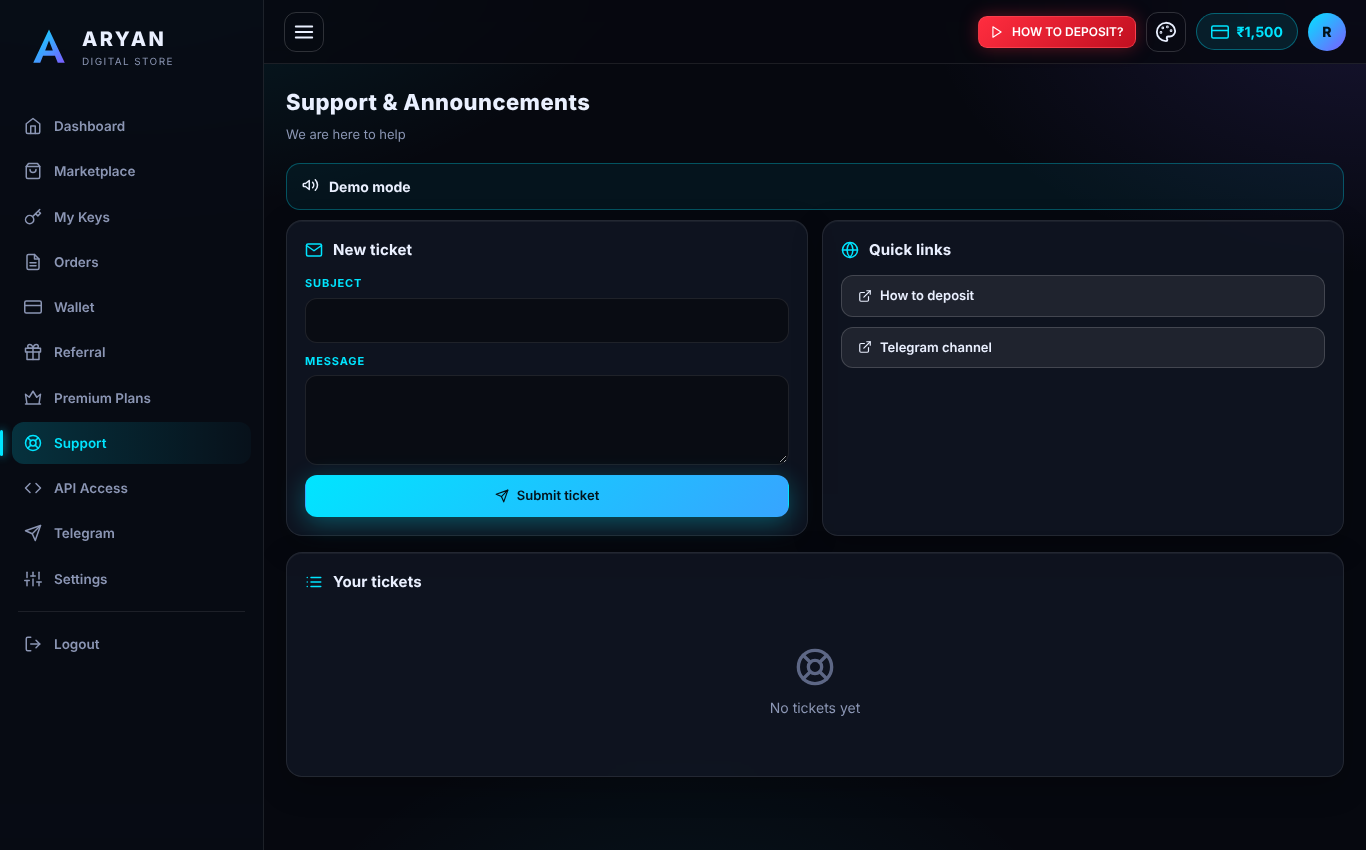 ARYAN
DIGITAL STORE
Dashboard
Marketplace
My Keys
Orders
Wallet
Referral
Premium Plans
Support
API Access
Telegram
Settings
Logout
HOW TO DEPOSIT?
₹1,500
R
Support & Announcements
We are here to help
Demo mode
New ticket
SUBJECT
MESSAGE
Submit ticket
Quick links
How to deposit
Telegram channel
Your tickets
No tickets yet